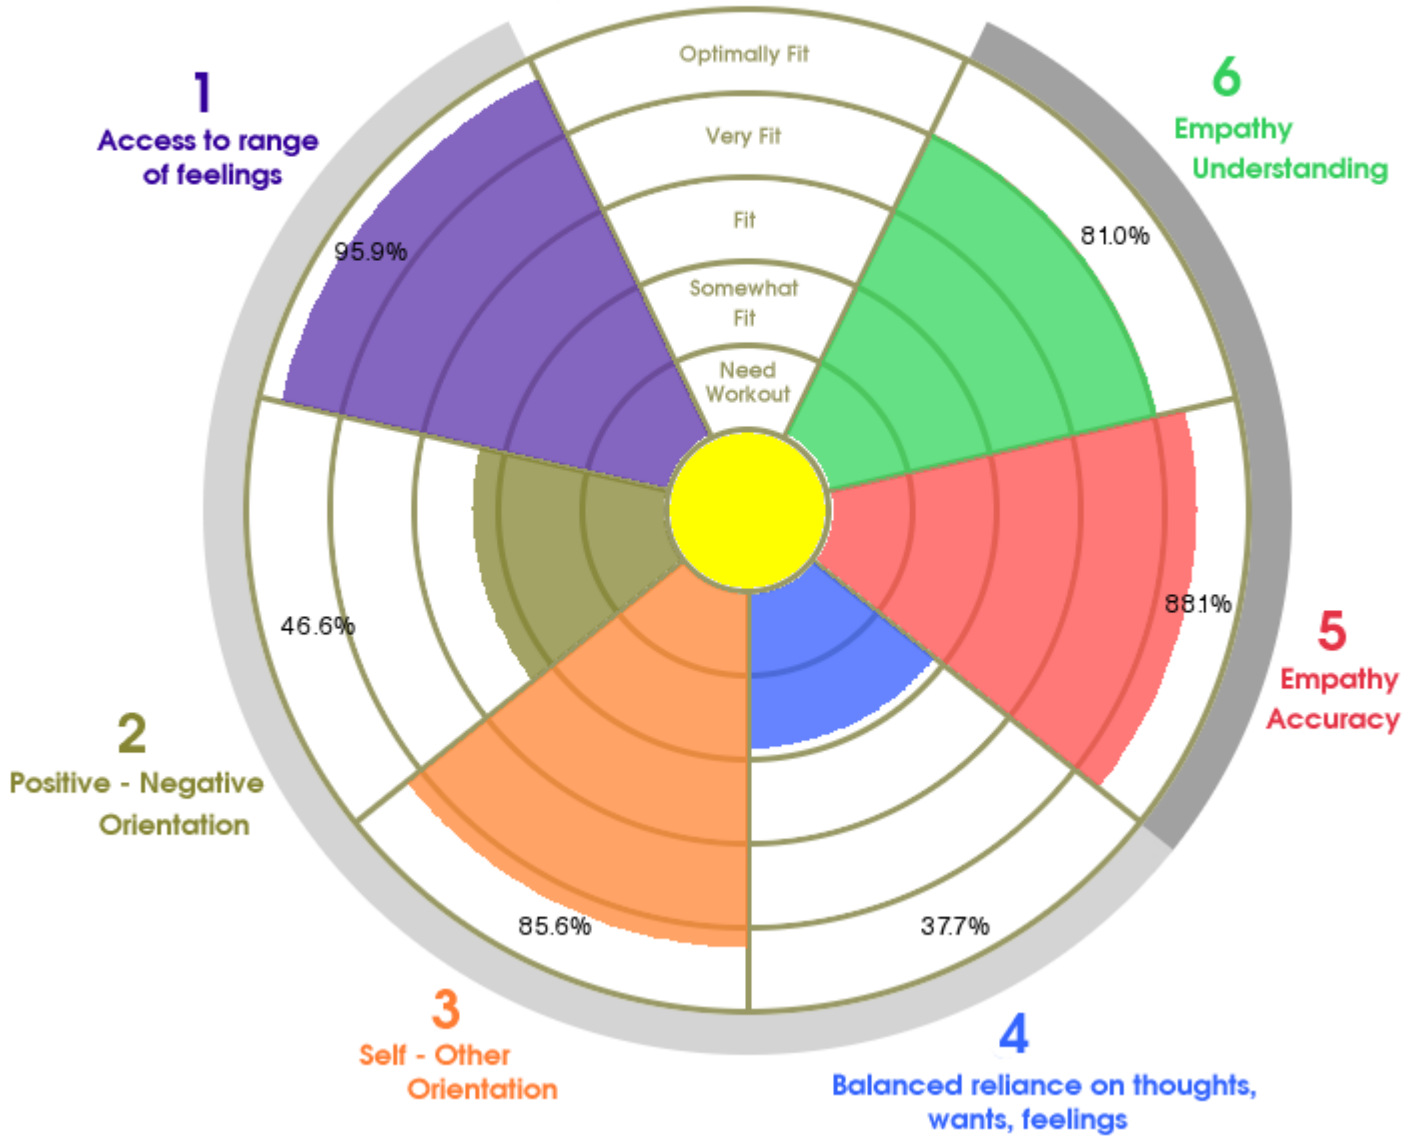 Optimally Fit
Very Fit
Fit
Somewhat
Fit
Need
Workout
1
Access to range
of feelings
95.9%
2
Positive - Negative
Orientation
46.6%
3
Self - Other
Orientation
85.6%
4
Balanced reliance on thoughts,
wants, feelings
37.7%
5
Empathy
Accuracy
88.1%
6
Empathy
Understanding
81.0%